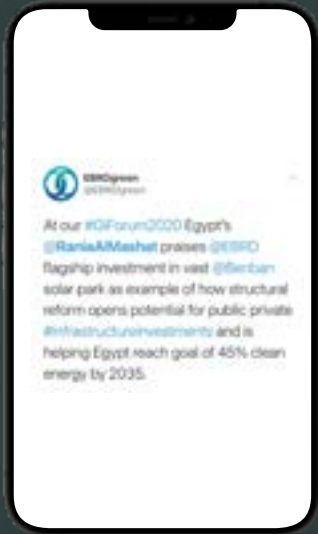 EBRDgreen
@EBRDgreen
At our #GiForum2020 Egypt's
@RaniaAlMashat praises @EBRD
flagship investment in vast @Benban
solar park as example of how structural
reform opens potential for public private
#infrastructureinvestments and is
helping Egypt reach goal of 45% clean
energy by 2035.